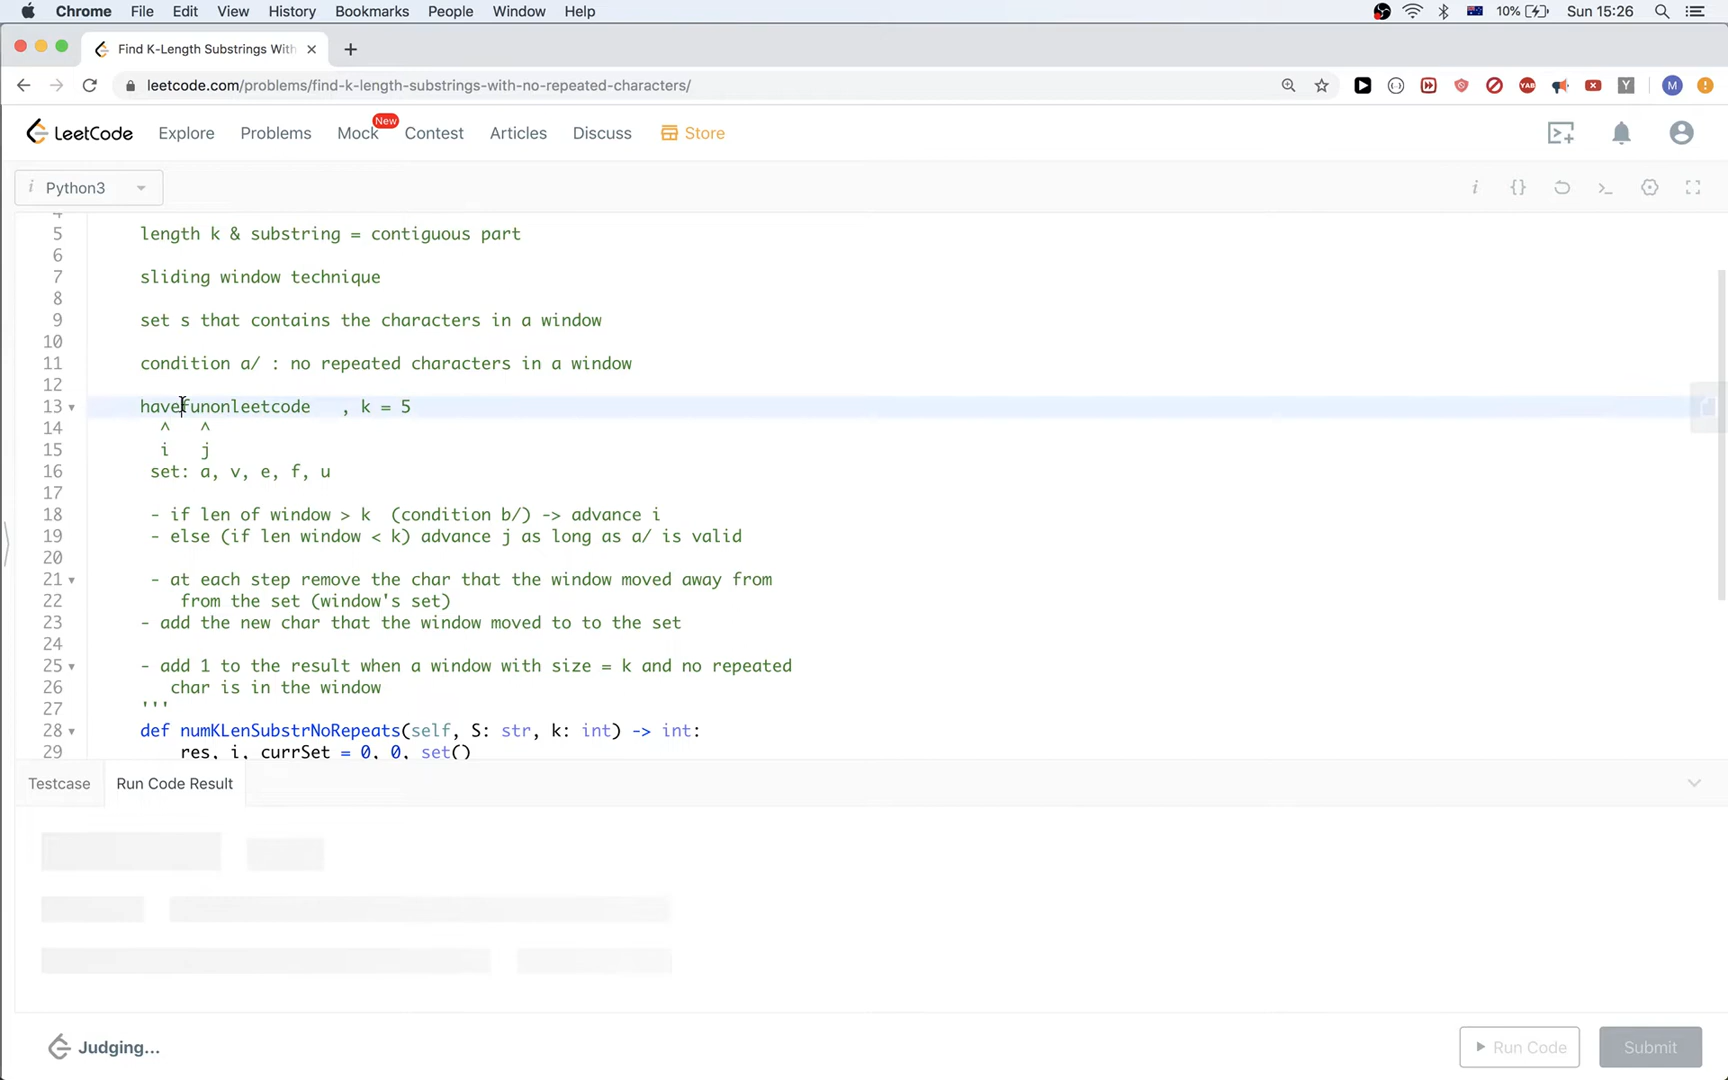 Chrome File Edit View History Bookmarks People Window Help 10% Sun 15:26
Find K-Length Substrings With
leetcode.com/problems/find-k-length-substrings-with-no-repeated-characters/ YAB Y M
LeetCode Explore Problems Mock New Contest Articles Discuss Store
i Python3 i {}
5 length k & substring = contiguous part
6
7 sliding window technique
8
9 set s that contains the characters in a window
10
11 condition a/ : no repeated characters in a window
12
13 havefunonleetcode , k = 5
14 ^ ^
15 i j
16 set: a, v, e, f, u
17
18 - if len of window > k (condition b/) -> advance i
19 - else (if len window < k) advance j as long as a/ is valid
20
21 - at each step remove the char that the window moved away from
22 from the set (window's set)
23 - add the new char that the window moved to to the set
24
25 - add 1 to the result when a window with size = k and no repeated
26 char is in the window
27 '''
28 def numKLenSubstrNoRepeats(self, S: str, k: int) -> int:
29 res, i, currSet = 0, 0, set()
Testcase Run Code Result
Judging... Run Code Submit